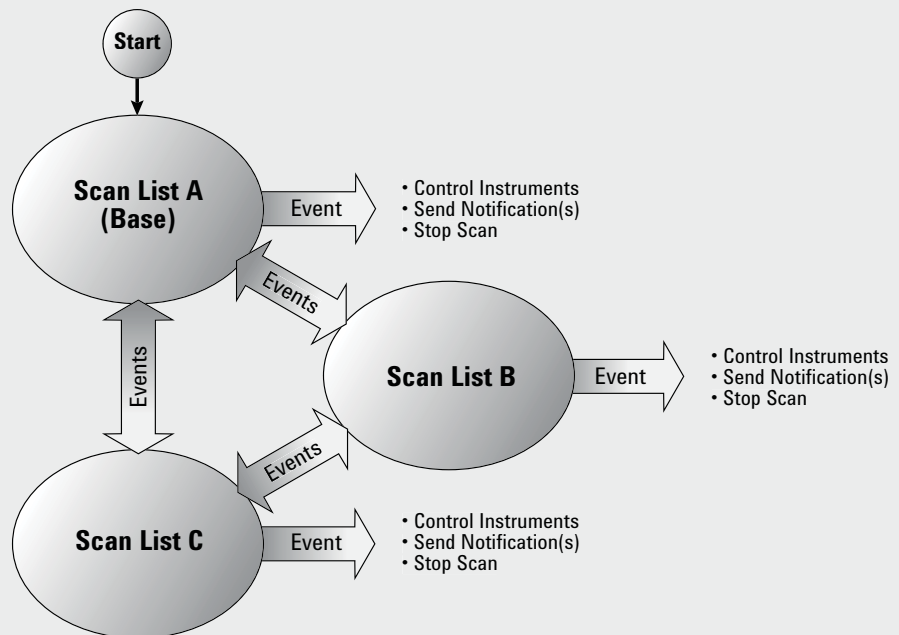 Start
Scan List A
(Base)
Event
• Control Instruments
• Send Notification(s)
• Stop Scan
Events
Events
Scan List B
Event
• Control Instruments
• Send Notification(s)
• Stop Scan
Events
Scan List C
Event
• Control Instruments
• Send Notification(s)
• Stop Scan